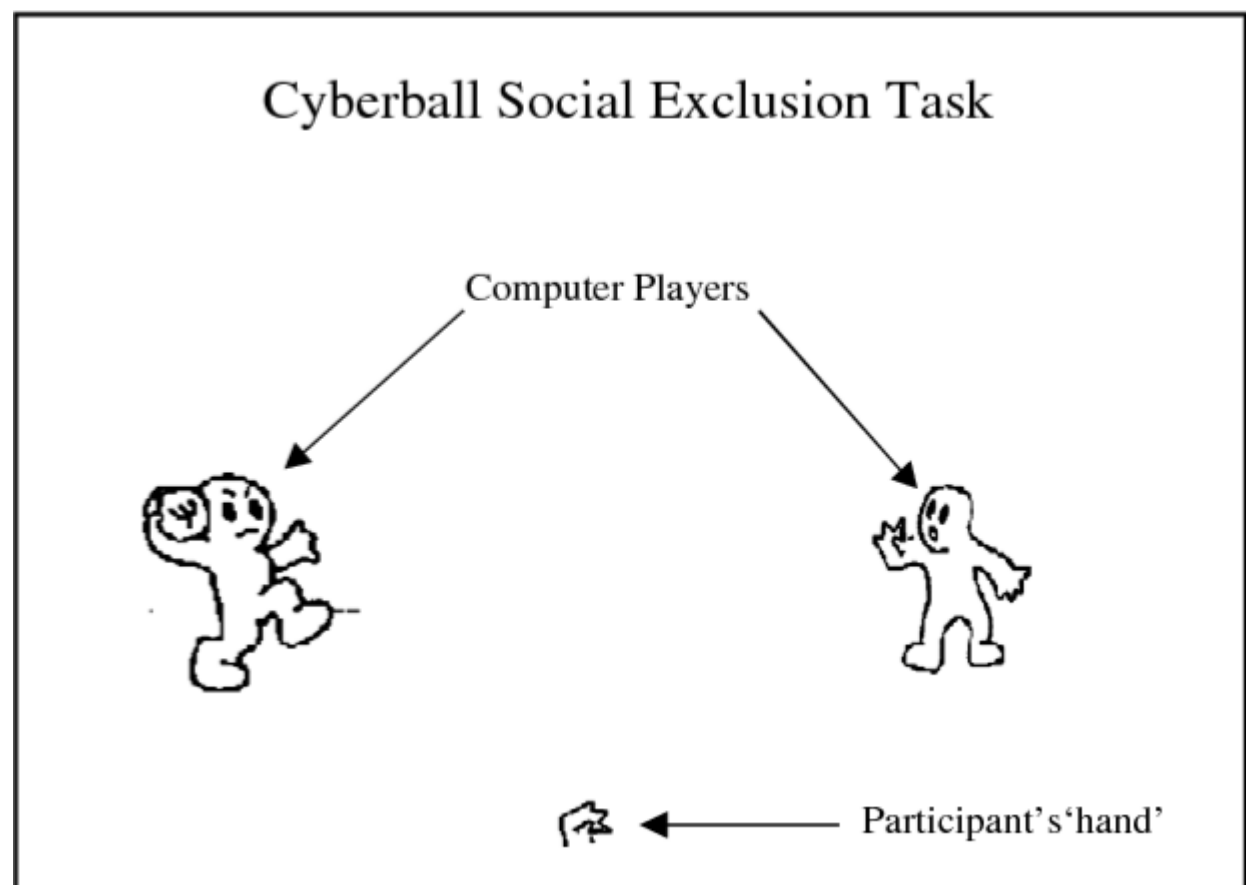 Cyberball Social Exclusion Task
Computer Players
Participant’s‘hand’